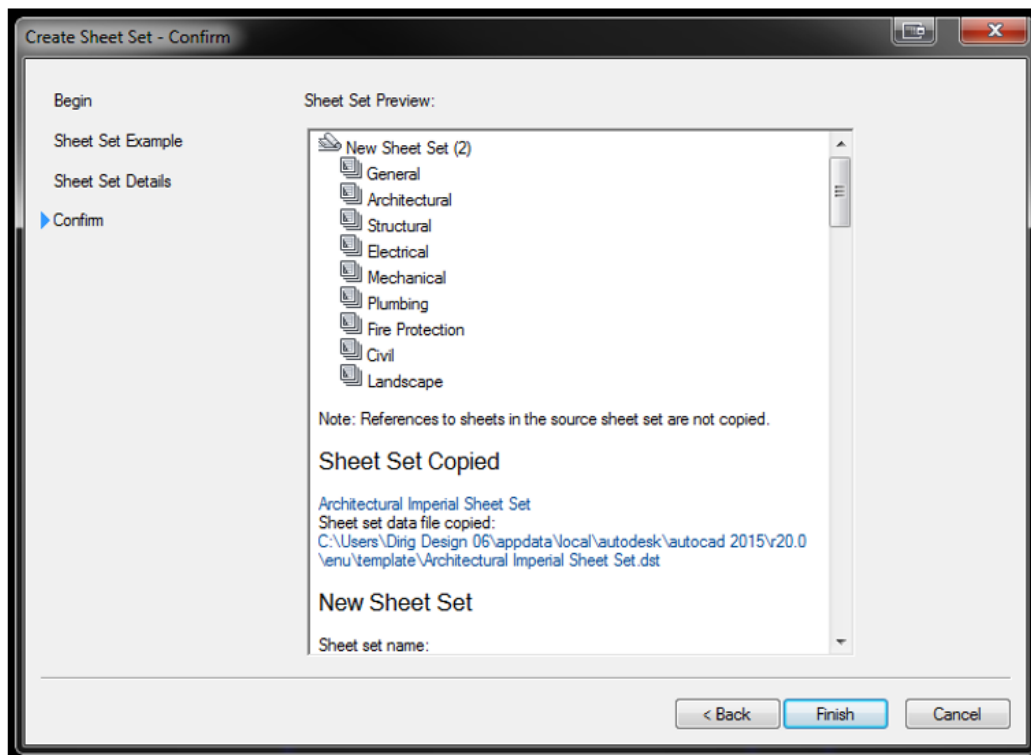 Create Sheet Set - Confirm
Begin
Sheet Set Example
Sheet Set Details
Confirm
Sheet Set Preview:
New Sheet Set (2)
General
Architectural
Structural
Electrical
Mechanical
Plumbing
Fire Protection
Civil
Landscape
Note: References to sheets in the source sheet set are not copied.
Sheet Set Copied
Architectural Imperial Sheet Set
Sheet set data file copied:
C:\Users\Dirig Design 06\appdata\local\autodesk\autocad 2015\r20.0
\enu\template\Architectural Imperial Sheet Set.dst
New Sheet Set
Sheet set name:
< Back
Finish
Cancel